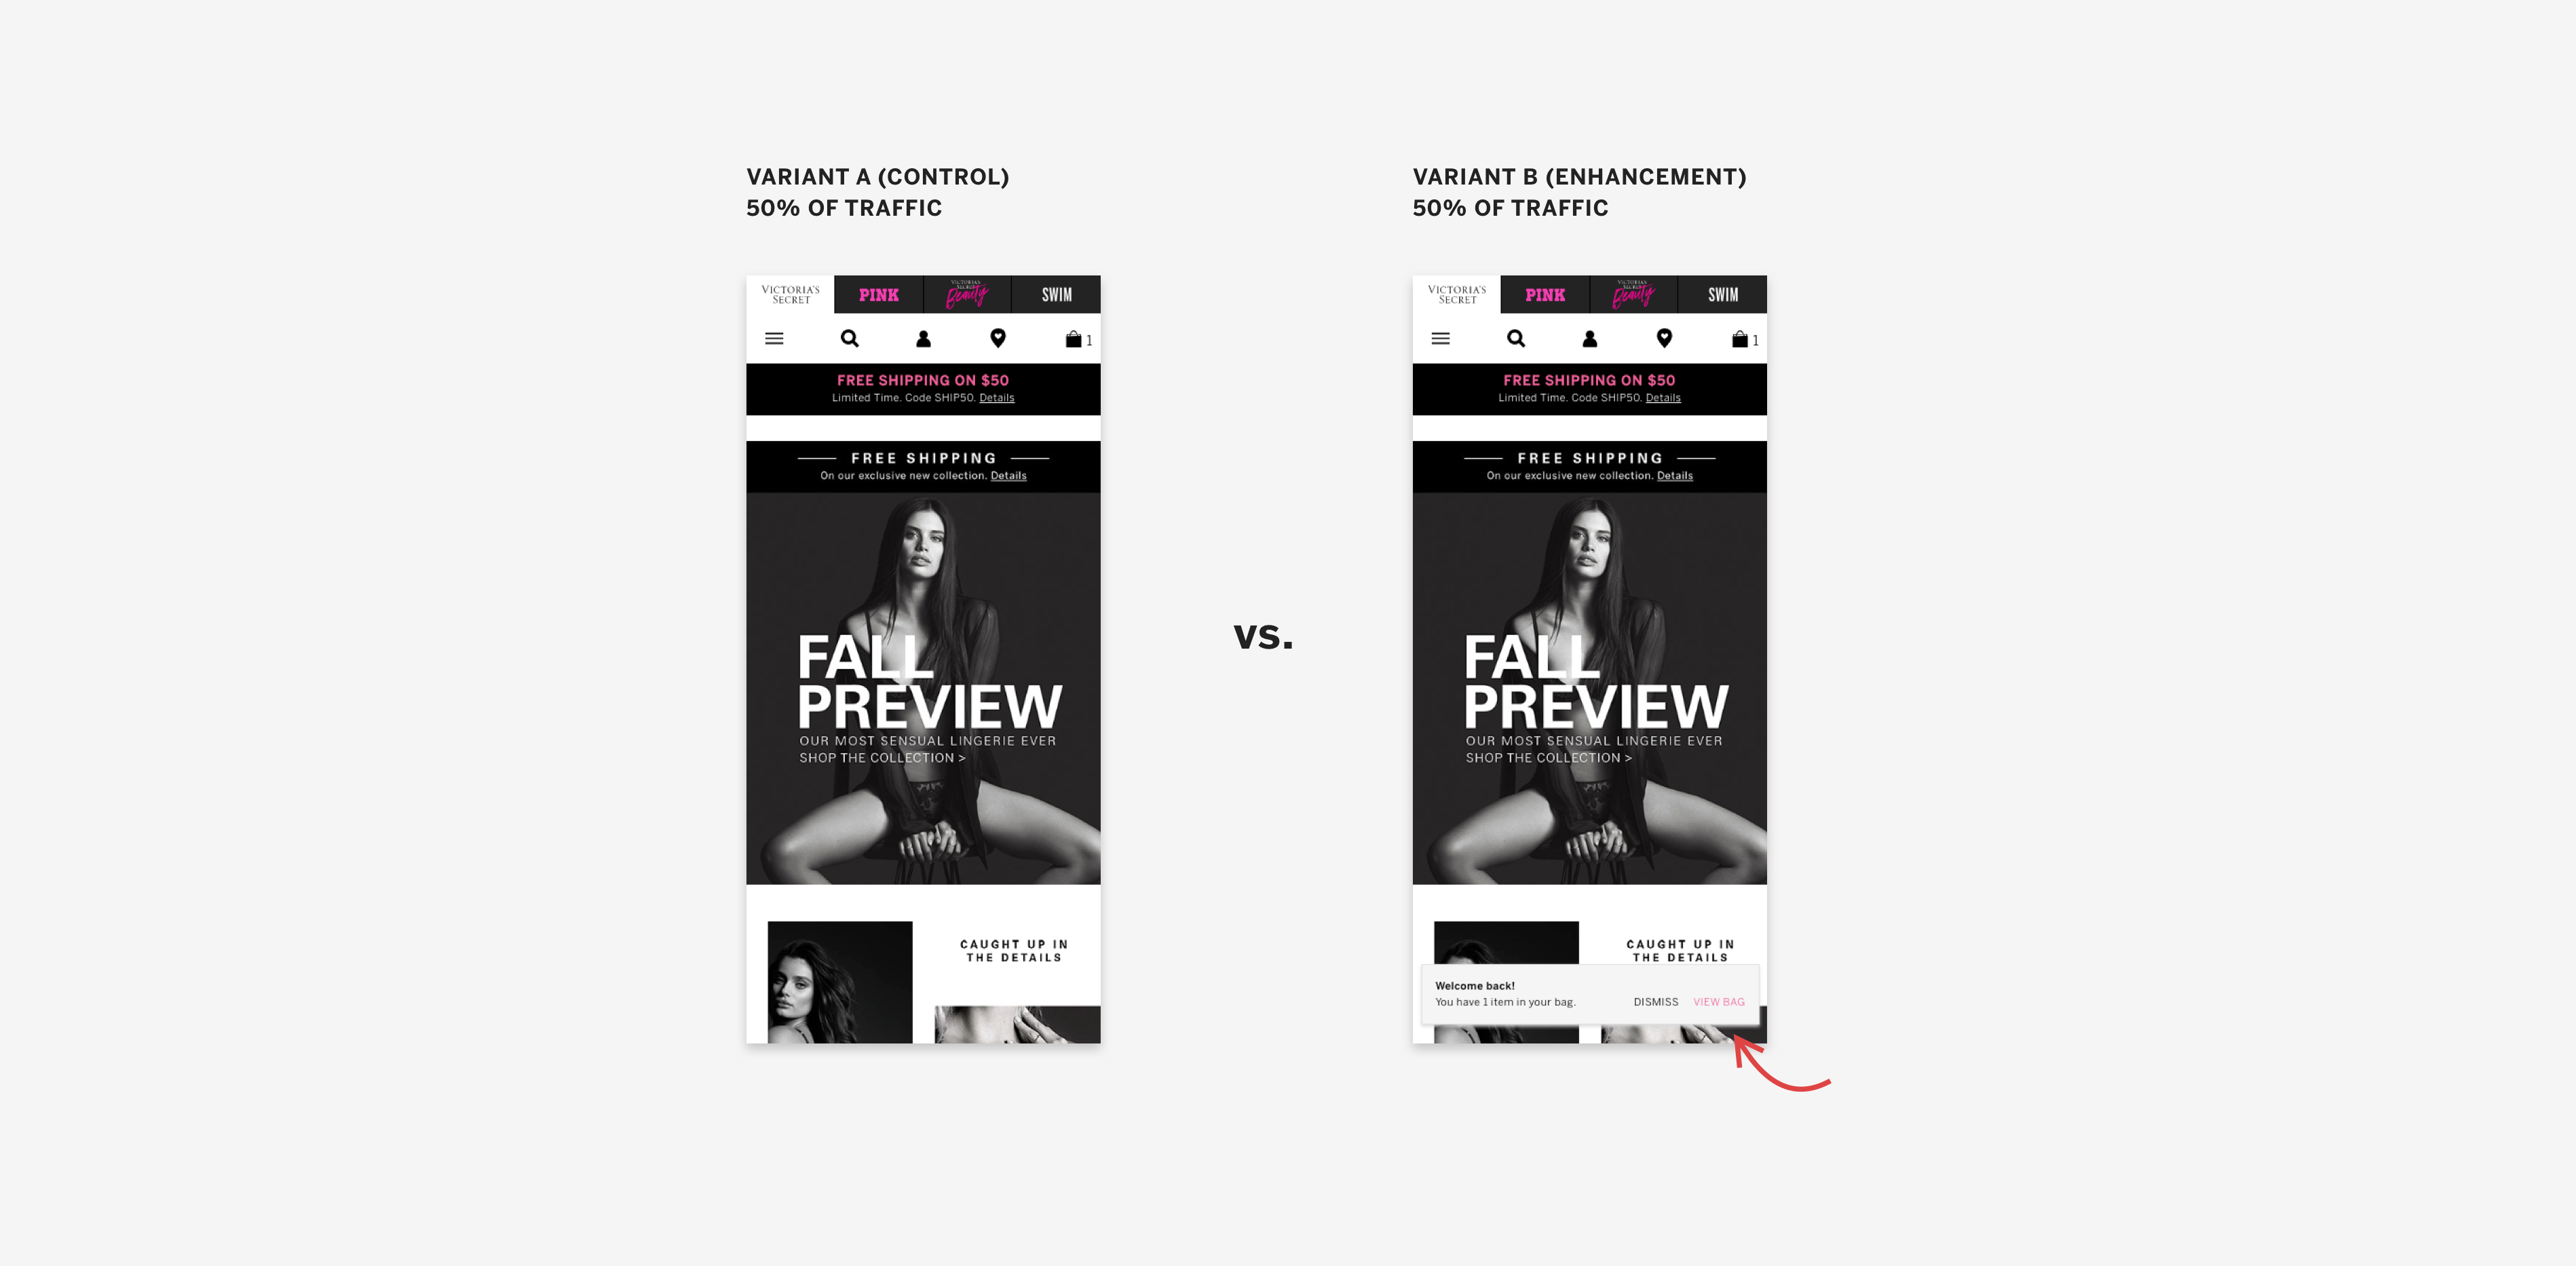 VARIANT A (CONTROL)
50% OF TRAFFIC
VICTORIA'S
SECRET
PINK
VICTORIA'S
SECRET
Beauty
SWIM
1
FREE SHIPPING ON $50
Limited Time. Code SHIP50. Details
FREE SHIPPING
On our exclusive new collection. Details
FALL
PREVIEW
OUR MOST SENSUAL LINGERIE EVER
SHOP THE COLLECTION >
CAUGHT UP IN
THE DETAILS
vs.
VARIANT B (ENHANCEMENT)
50% OF TRAFFIC
VICTORIA'S
SECRET
PINK
VICTORIA'S
SECRET
Beauty
SWIM
1
FREE SHIPPING ON $50
Limited Time. Code SHIP50. Details
FREE SHIPPING
On our exclusive new collection. Details
FALL
PREVIEW
OUR MOST SENSUAL LINGERIE EVER
SHOP THE COLLECTION >
CAUGHT UP IN
THE DETAILS
Welcome back!
You have 1 item in your bag. DISMISS VIEW BAG